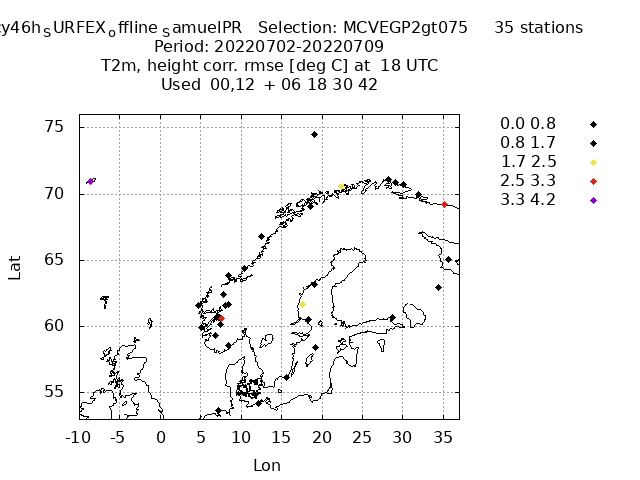 cy46h_SURFEX_offline_SamuelPR Selection: MCVEGP2gt075 35 stations
Period: 20220702-20220709
T2m, height corr. rmse [deg C] at 18 UTC
Used 00,12 + 06 18 30 42
0.0 0.8
0.8 1.7
1.7 2.5
2.5 3.3
3.3 4.2
75
70
65
60
55
Lat
-10 -5 0 5 10 15 20 25 30 35
Lon